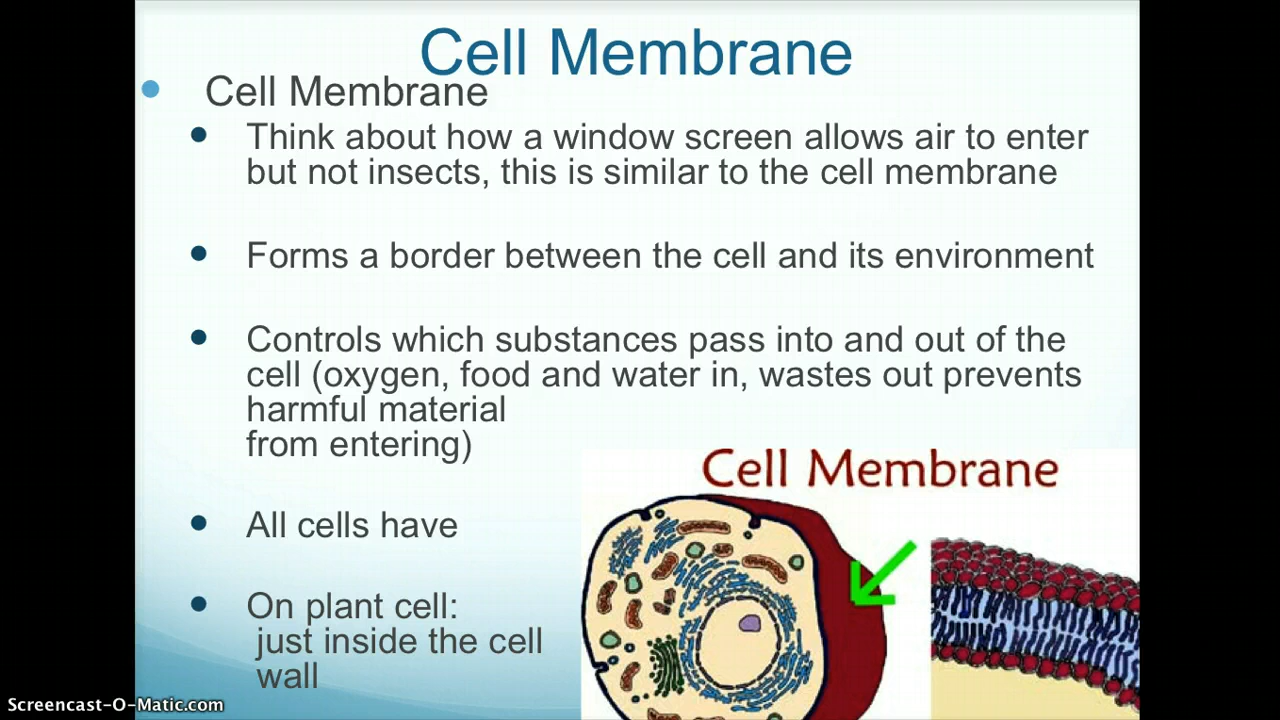 Cell Membrane
Cell Membrane
Think about how a window screen allows air to enter
but not insects, this is similar to the cell membrane
Forms a border between the cell and its environment
Controls which substances pass into and out of the
cell (oxygen, food and water in, wastes out prevents
harmful material
from entering)
Cell Membrane
All cells have
On plant cell:
just inside the cell
wall
Screencast-O-Matic.com